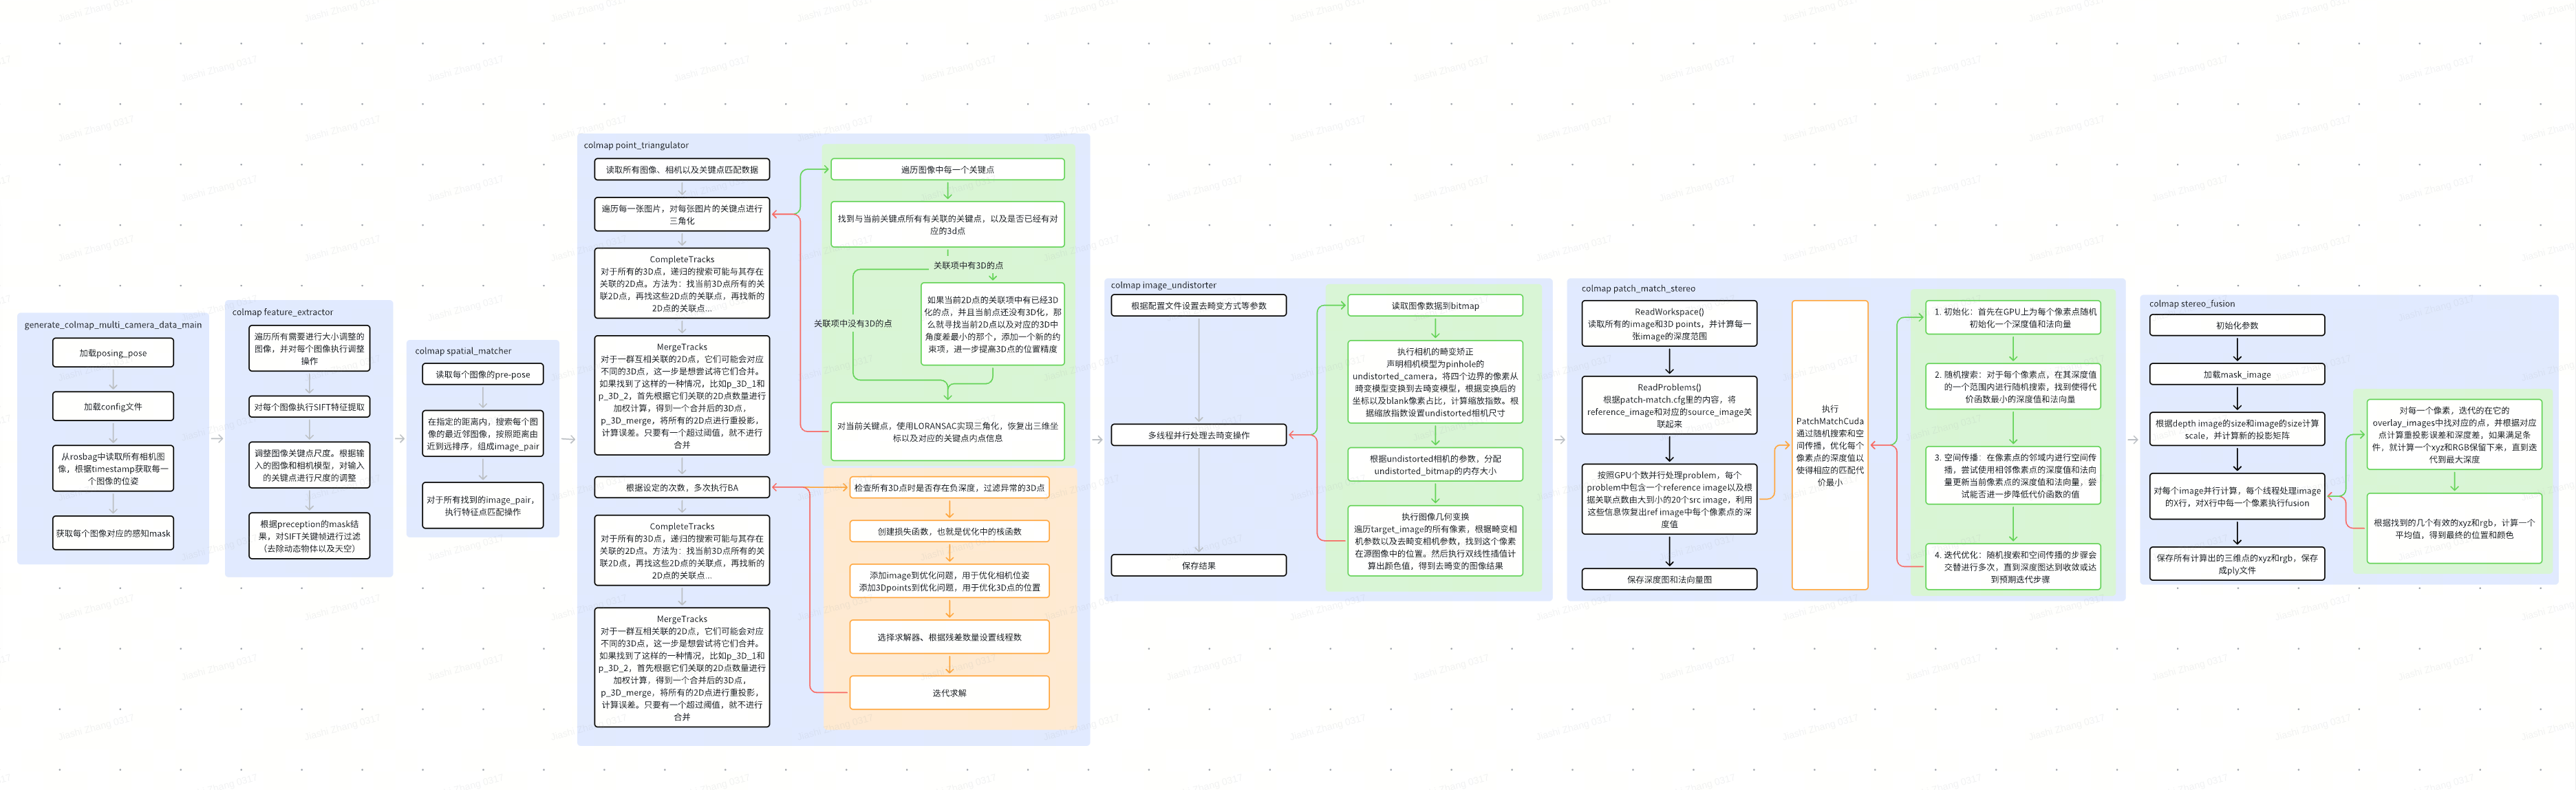 generate_colmap_multi_camera_data_main
加载posing_pose
加载config文件
从rosbag中读取所有相机图
像，根据timestamp获取每一
个图像的位姿
获取每个图像对应的感知mask
colmap feature_extractor
遍历所有需要进行大小调整的
图像，并对每个图像执行调整
操作
对每个图像执行SIFT特征提取
调整图像关键点尺度。根据输
入的图像和相机模型，对输入
的关键点进行尺度的调整
根据preception的mask结
果，对SIFT关键帧进行过滤
（去除动态物体以及天空）
colmap spatial_matcher
读取每个图像的pre-pose
在指定的距离内，搜索每个图
像的最近邻图像，按照距离由
近到远排序，组成image_pair
对于所有找到的image_pair，
执行特征点匹配操作
colmap point_triangulator
读取所有图像、相机以及关键点匹配数据
遍历每一张图片，对每张图片的关键点进行
三角化
CompleteTracks
对于所有的3D点，递归的搜索可能与其存在
关联的2D点。方法为：找当前3D点所有的关
联2D点，再找这些2D点的关联点，再找新的
2D点的关联点...
MergeTracks
对于一群互相关联的2D点，它们可能会对应
不同的3D点，这一步是想尝试将它们合并。
如果找到了这样的一种情况，比如p_3D_1和
p_3D_2，首先根据它们关联的2D点数量进行
加权计算，得到一个合并后的3D点，
p_3D_merge，将所有的2D点进行重投影，
计算误差。只要有一个超过阈值，就不进行
合并
根据设定的次数，多次执行BA
CompleteTracks
对于所有的3D点，递归的搜索可能与其存在
关联的2D点。方法为：找当前3D点所有的关
联2D点，再找这些2D点的关联点，再找新的
2D点的关联点...
MergeTracks
对于一群互相关联的2D点，它们可能会对应
不同的3D点，这一步是想尝试将它们合并。
如果找到了这样的一种情况，比如p_3D_1和
p_3D_2，首先根据它们关联的2D点数量进行
加权计算，得到一个合并后的3D点，
p_3D_merge，将所有的2D点进行重投影，
计算误差。只要有一个超过阈值，就不进行
合并
遍历图像中每一个关键点
找到与当前关键点所有有关联的关键点，以及是否已经有对
应的3d点
关联项中有3D的点
关联项中没有3D的点
如果当前2D点的关联项中有已经3D
化的点，并且当前点还没有3D化，那
么就寻找当前2D点以及对应的3D中
角度差最小的那个，添加一个新的约
束项，进一步提高3D点的位置精度
对当前关键点，使用LORANSAC实现三角化，恢复出三维坐
标以及对应的关键点内点信息
检查所有3D点时是否存在负深度，过滤异常的3D点
创建损失函数，也就是优化中的核函数
添加image到优化问题，用于优化相机位姿
添加3Dpoints到优化问题，用于优化3D点的位置
选择求解器、根据残差数量设置线程数
迭代求解
colmap image_undistorter
根据配置文件设置去畸变方式等参数
多线程并行处理去畸变操作
保存结果
读取图像数据到bitmap
执行相机的畸变矫正
声明相机模型为pinhole的
undistorted_camera，将四个边界的像素从
畸变模型变换到去畸变模型，根据变换后的
坐标以及blank像素占比，计算缩放指数。根
据缩放指数设置undistorted相机尺寸
根据undistorted相机的参数，分配
undistorted_bitmap的内存大小
执行图像几何变换
遍历target_image的所有像素，根据畸变相
机参数以及去畸变相机参数，找到这个像素
在源图像中的位置。然后执行双线性插值计
算出颜色值，得到去畸变的图像结果
colmap patch_match_stereo
ReadWorkspace()
读取所有的image和3D points，并计算每一
张image的深度范围
ReadProblems()
根据patch-match.cfg里的内容，将
reference_image和对应的source_image关
联起来
按照GPU个数并行处理problem，每个
problem中包含一个reference image以及根
据关联点数由大到小的20个src image，利用
这些信息恢复出ref image中每个像素点的深
度值
保存深度图和法向量图
执行
PatchMatchCuda
通过随机搜索和空
间传播，优化每个
像素点的深度值以
使得相应的匹配代
价最小
1. 初始化：首先在GPU上为每个像素点随机
初始化一个深度值和法向量
2. 随机搜索：对于每个像素点，在其深度值
的一个范围内进行随机搜索，找到使得代
价函数最小的深度值和法向量
3. 空间传播：在像素点的邻域内进行空间传
播，尝试使用相邻像素点的深度值和法向
量更新当前像素点的深度值和法向量，尝
试能否进一步降低代价函数的值
4. 迭代优化：随机搜索和空间传播的步骤会
交替进行多次，直到深度图达到收敛或达
到预期迭代步骤
colmap stereo_fusion
初始化参数
加载mask_image
根据depth image的size和image的size计算
scale，并计算新的投影矩阵
对每个image并行计算，每个线程处理image
的X行，对X行中每一个像素执行fusion
保存所有计算出的三维点的xyz和rgb，保存
成ply文件
对每一个像素，迭代的在它的
overlay_images中找对应的点，并根据对应
点计算重投影误差和深度差，如果满足条
件，就计算一个xyz和RGB保留下来，直到迭
代到最大深度
根据找到的几个有效的xyz和rgb，计算一个
平均值，得到最终的位置和颜色
Jiashi Zhang 0317